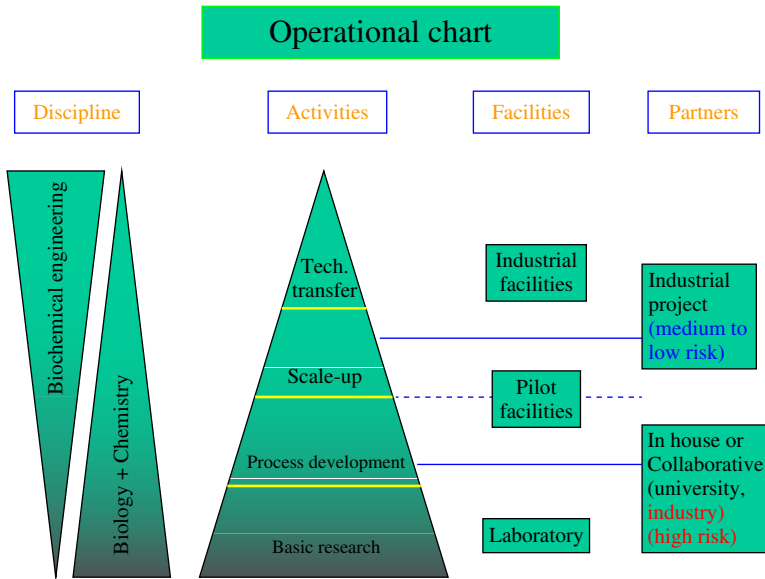 Operational chart
Discipline
Activities
Facilities
Partners
Biochemical engineering
Biology + Chemistry
Tech.
transfer
Scale-up
Process development
Basic research
Industrial
facilities
Pilot
facilities
Laboratory
Industrial
project
(medium to
low risk)
In house or
Collaborative
(university,
industry)
(high risk)